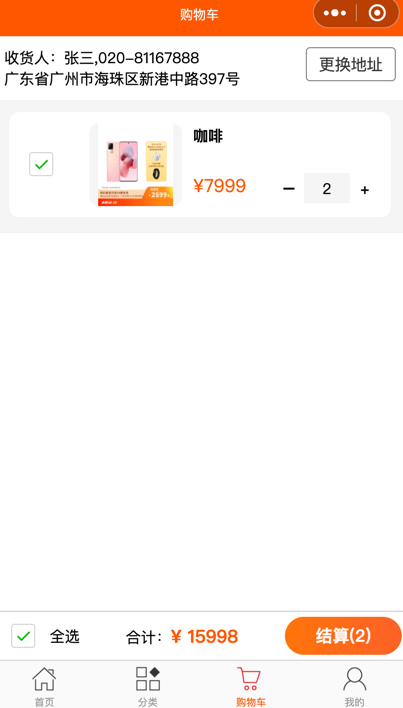 购物车
收货人：张三,020-81167888
广东省广州市海珠区新港中路397号
更换地址
咖啡
¥7999
− 2 +
2599
全选
合计：¥ 15998
结算(2)
首页
分类
购物车
我的